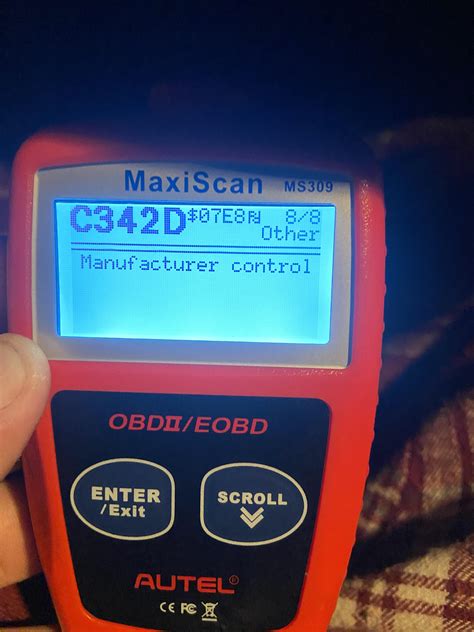 MaxiScan MS309
C342D $07E8 8/8
Other
Manufacturer control
OBDII/EOBD
ENTER
/Exit
SCROLL
AUTEL®
CE FC